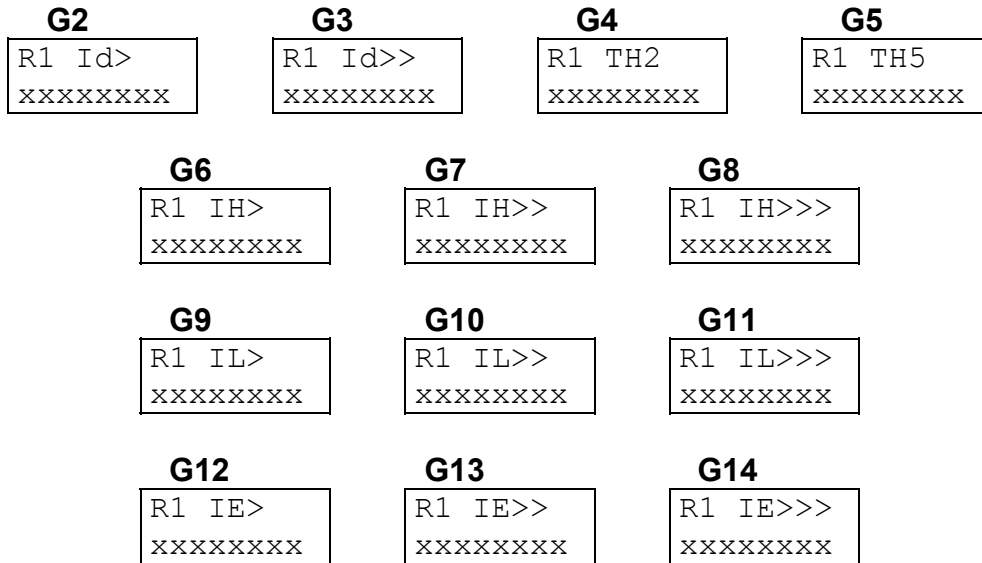 G2 G3 G4 G5
R1 Id> R1 Id>> R1 TH2 R1 TH5
xxxxxxxx xxxxxxxx xxxxxxxx xxxxxxxx
G6 G7 G8
R1 IH> R1 IH>> R1 IH>>>
xxxxxxxx xxxxxxxx xxxxxxxx
G9 G10 G11
R1 IL> R1 IL>> R1 IL>>>
xxxxxxxx xxxxxxxx xxxxxxxx
G12 G13 G14
R1 IE> R1 IE>> R1 IE>>>
xxxxxxxx xxxxxxxx xxxxxxxx